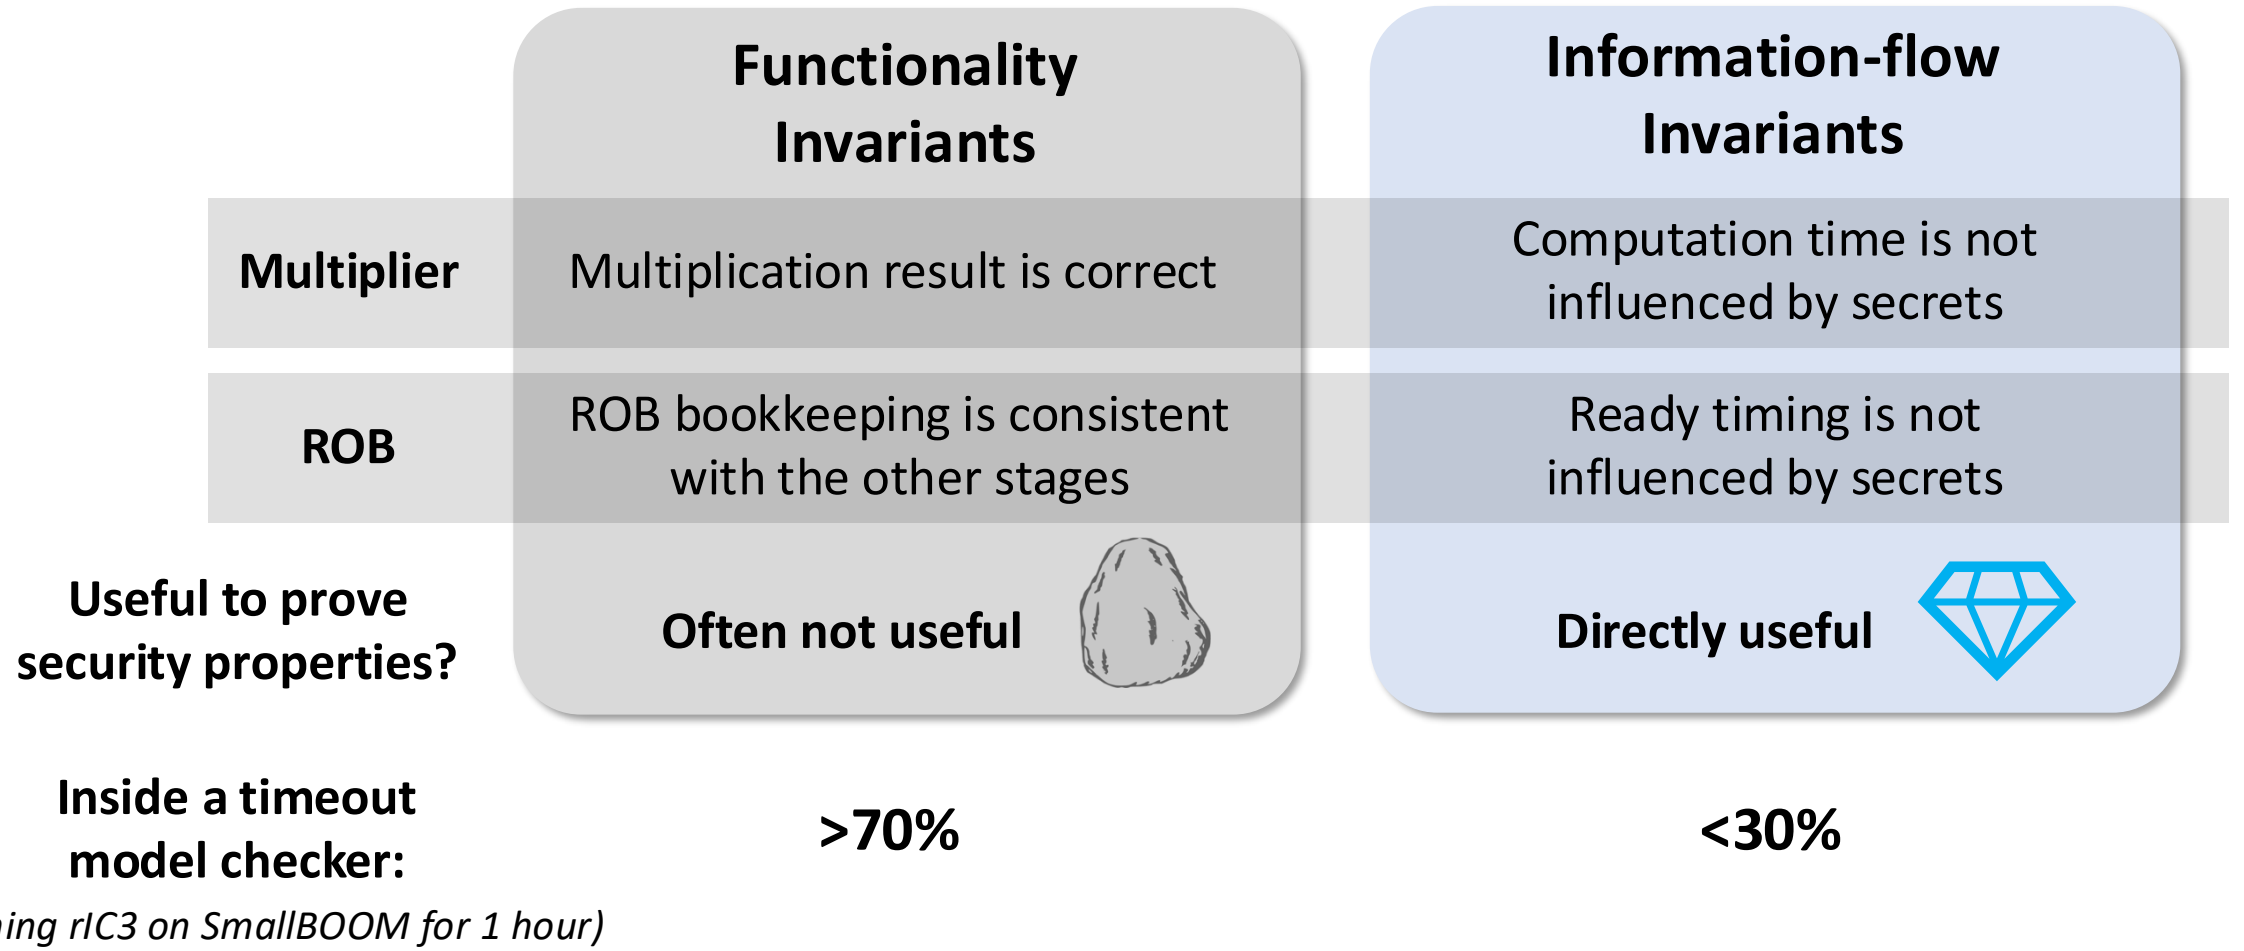 Functionality
Invariants
Information-flow
Invariants
Multiplier
Multiplication result is correct
Computation time is not
influenced by secrets
ROB
ROB bookkeeping is consistent
with the other stages
Ready timing is not
influenced by secrets
Useful to prove
security properties?
Often not useful
Directly useful
Inside a timeout
model checker:
>70%
<30%
rIC3 on SmallBOOM for 1 hour)